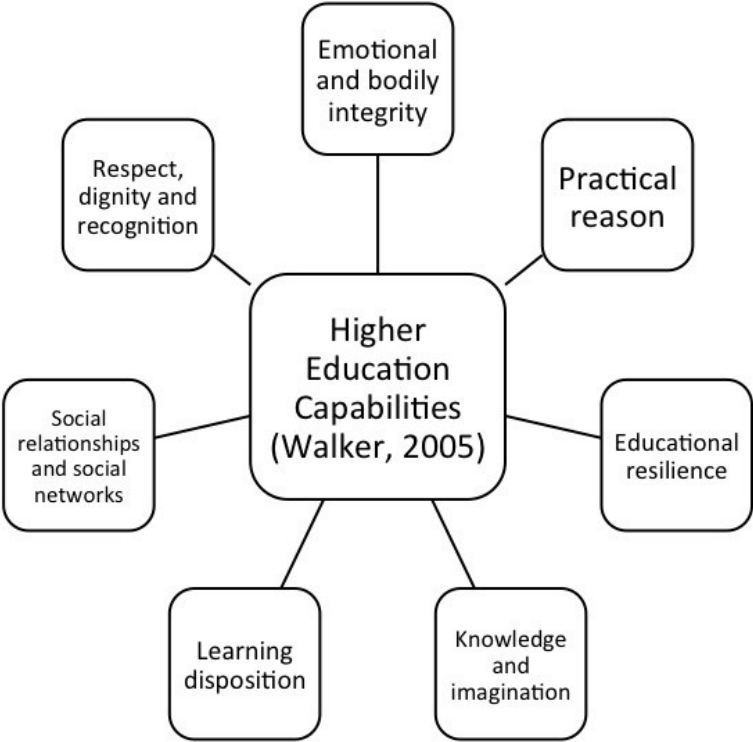 Emotional
and bodily
integrity
Practical
reason
Educational
resilience
Knowledge
and
imagination
Learning
disposition
Social
relationships
and social
networks
Respect,
dignity and
recognition
Higher
Education
Capabilities
(Walker, 2005)